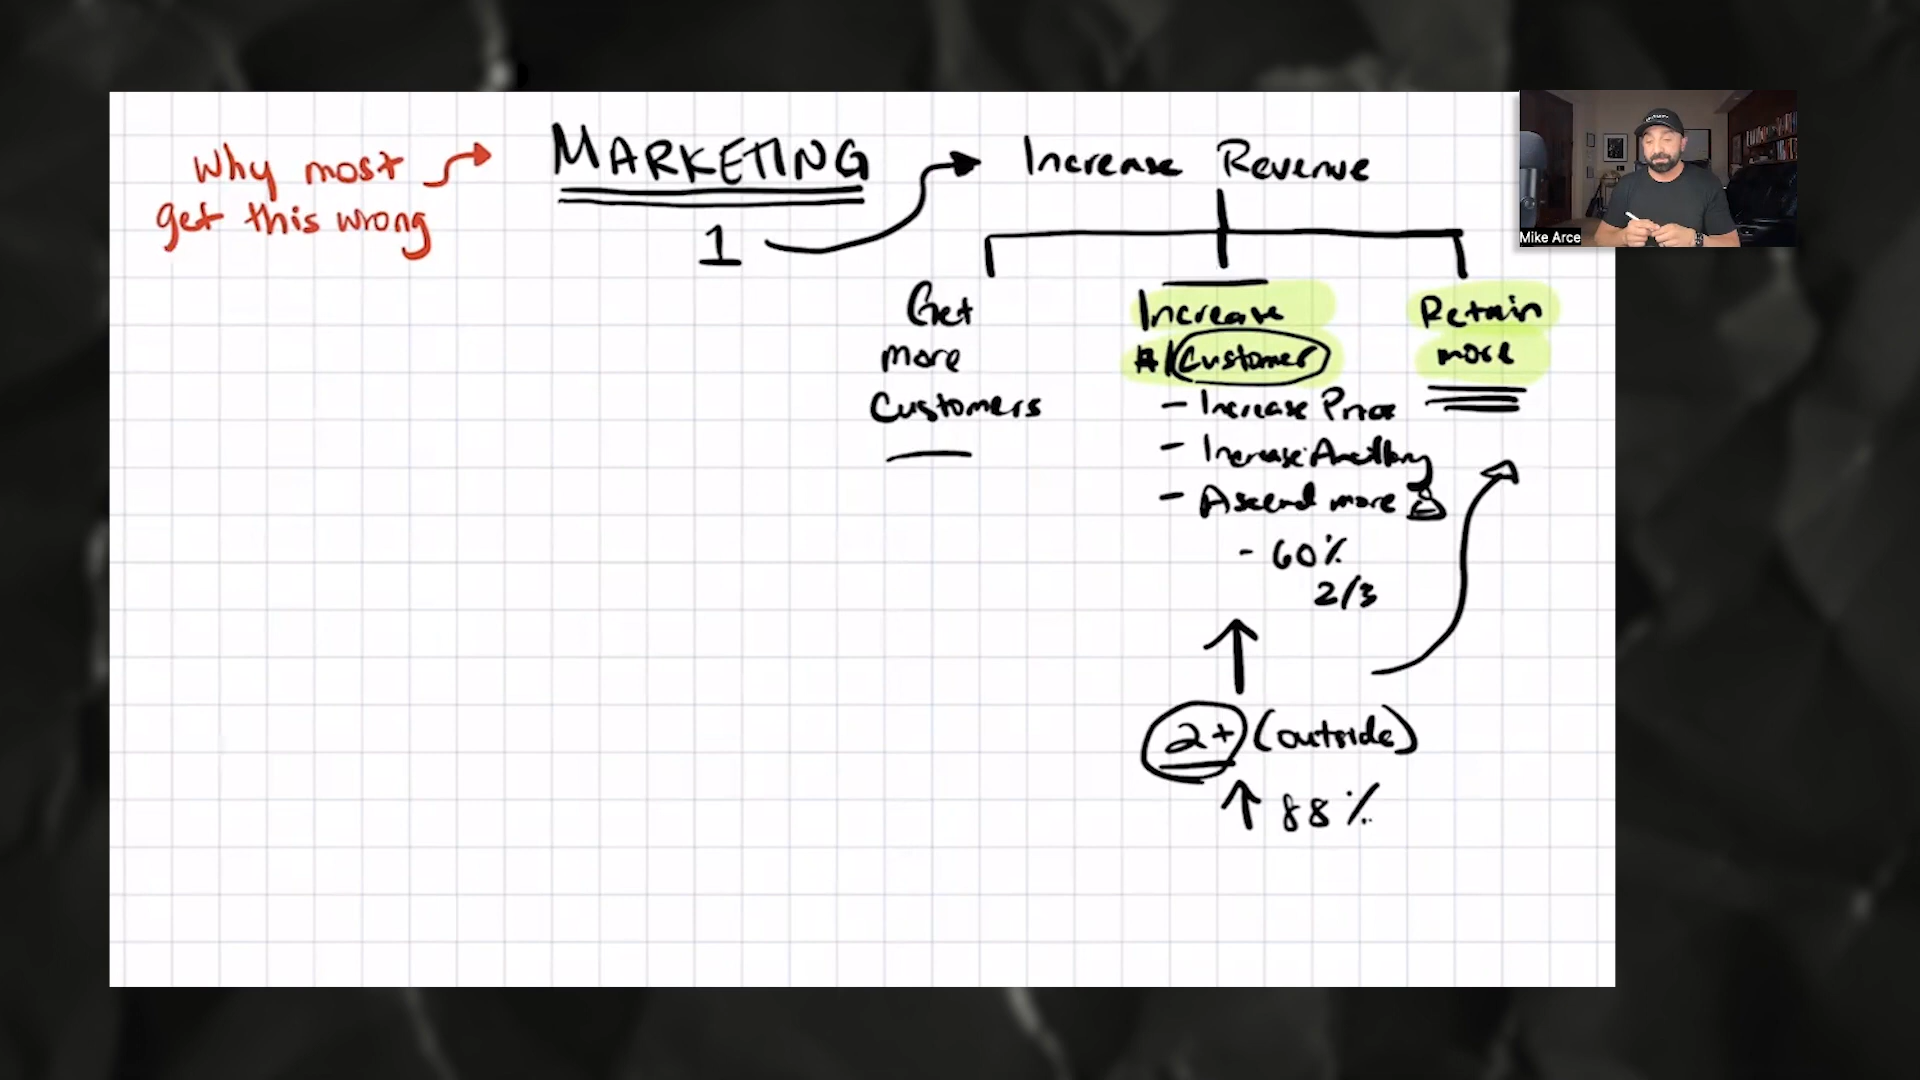 Why most
get this wrong
MARKETING
1
Increase Revenue
Get
more
Customers
Increase
Customer
- Increase Price
- Increase Ancillary
- Ascend more
- 60%
2/3
Retain
more
2+ (outside)
88%
Mike Arce